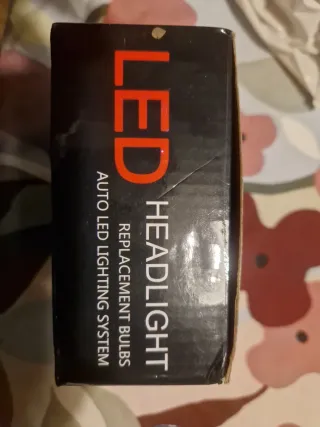 LED HEADLIGHT
REPLACEMENT BULBS
AUTO LED LIGHTING SYSTEM